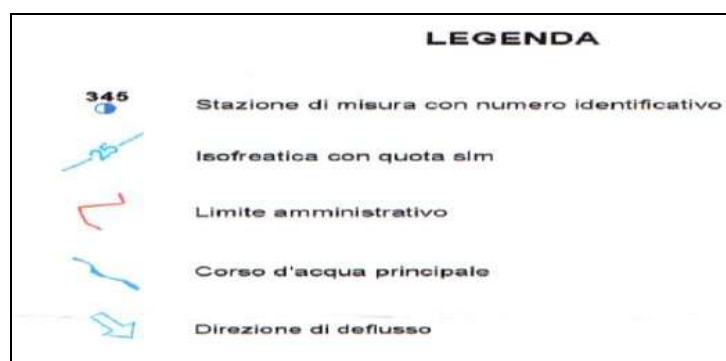 LEGENDA
345
Stazione di misura con numero identificativo
25
Isofreatica con quota slm
Limite amministrativo
Corso d'acqua principale
Direzione di deflusso